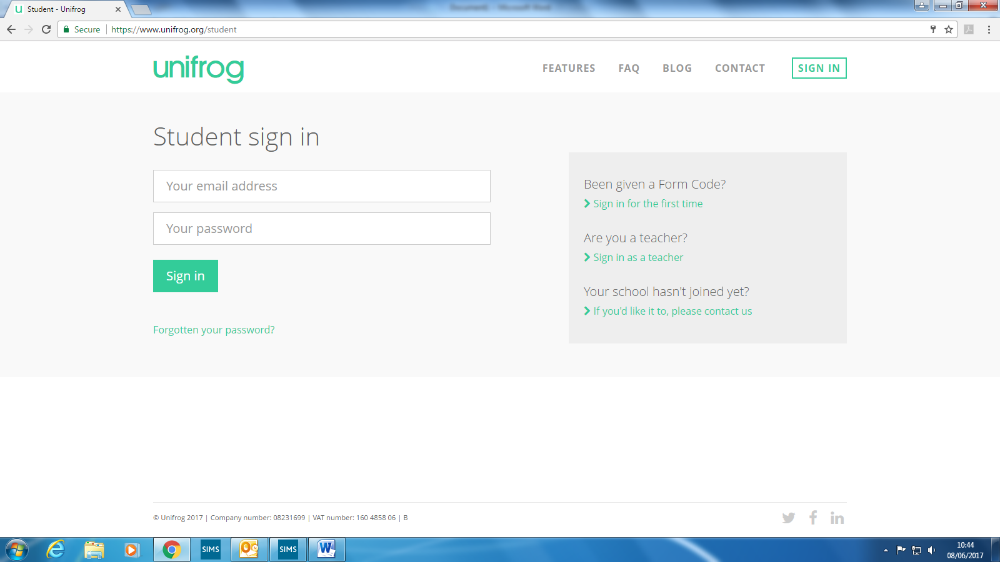 Student - Unifrog
Secure https://www.unifrog.org/student
unifrog
FEATURES FAQ BLOG CONTACT SIGN IN
Student sign in
Your email address
Your password
Sign in
Forgotten your password?
Been given a Form Code?
Sign in for the first time
Are you a teacher?
Sign in as a teacher
Your school hasn't joined yet?
If you'd like it to, please contact us
© Unifrog 2017 | Company number: 08231699 | VAT number: 160 4858 06 | B
SIMS
SIMS
10:44
08/06/2017